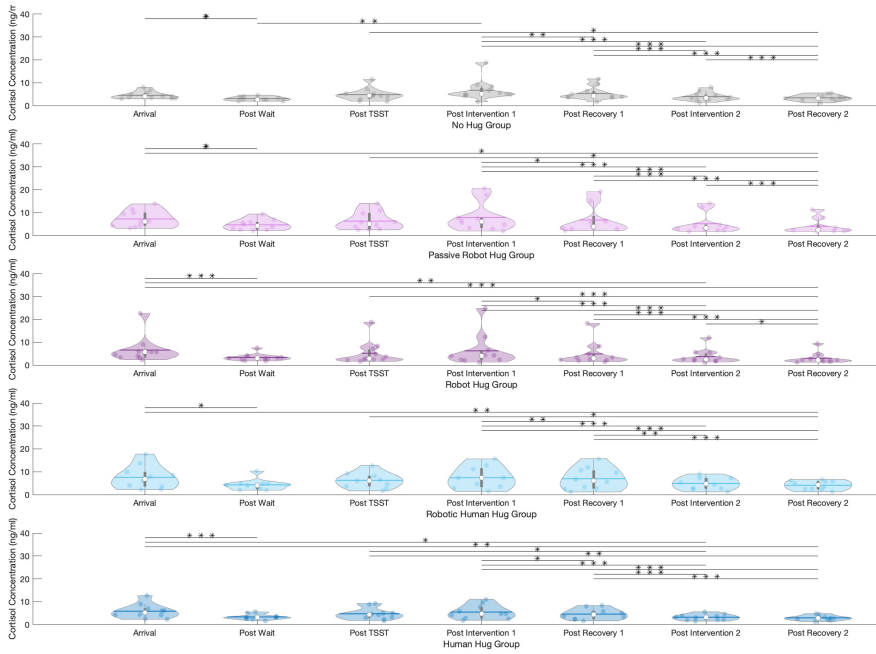 Cortisol Concentration (ng/ml)
40
30
20
10
0
Arrival Post Wait Post TSST Post Intervention 1 Post Recovery 1 Post Intervention 2 Post Recovery 2
No Hug Group
Cortisol Concentration (ng/ml)
40
30
20
10
0
Arrival Post Wait Post TSST Post Intervention 1 Post Recovery 1 Post Intervention 2 Post Recovery 2
Passive Robot Hug Group
Cortisol Concentration (ng/ml)
40
30
20
10
0
Arrival Post Wait Post TSST Post Intervention 1 Post Recovery 1 Post Intervention 2 Post Recovery 2
Robot Hug Group
Cortisol Concentration (ng/ml)
40
30
20
10
0
Arrival Post Wait Post TSST Post Intervention 1 Post Recovery 1 Post Intervention 2 Post Recovery 2
Robotic Human Hug Group
Cortisol Concentration (ng/ml)
40
30
20
10
0
Arrival Post Wait Post TSST Post Intervention 1 Post Recovery 1 Post Intervention 2 Post Recovery 2
Human Hug Group